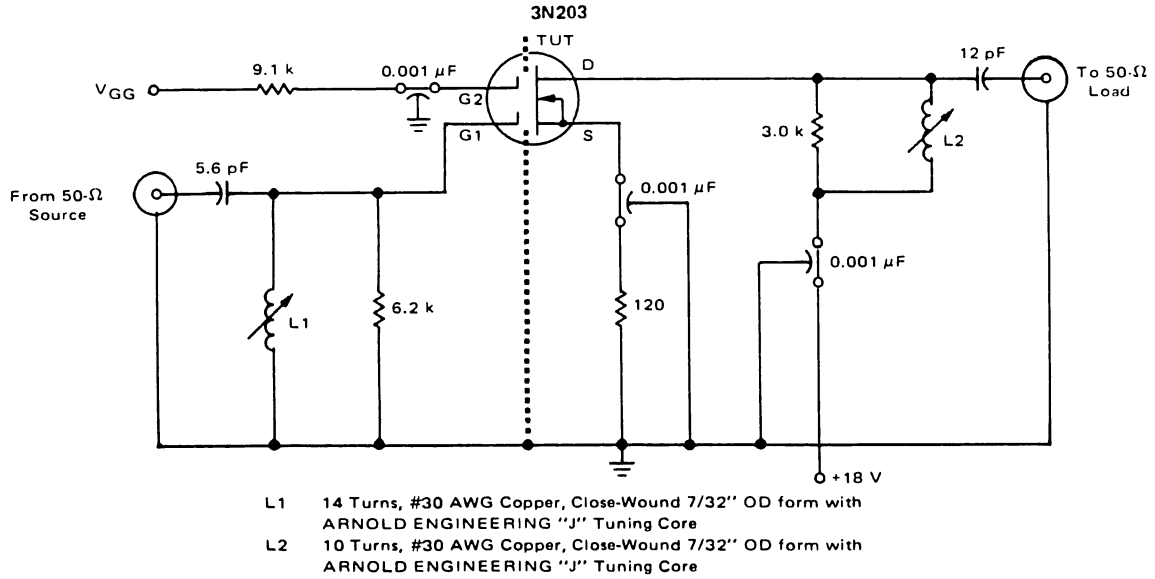 3N203
TUT
9.1 k
0.001 μF
D
12 pF
To 50-Ω
Load
VGG
G2
G1
S
3.0 k
L2
5.6 pF
0.001 μF
From 50-Ω
Source
0.001 μF
L1
6.2 k
120
+18 V
L1 14 Turns, #30 AWG Copper, Close-Wound 7/32" OD form with
ARNOLD ENGINEERING "J" Tuning Core
L2 10 Turns, #30 AWG Copper, Close-Wound 7/32" OD form with
ARNOLD ENGINEERING "J" Tuning Core